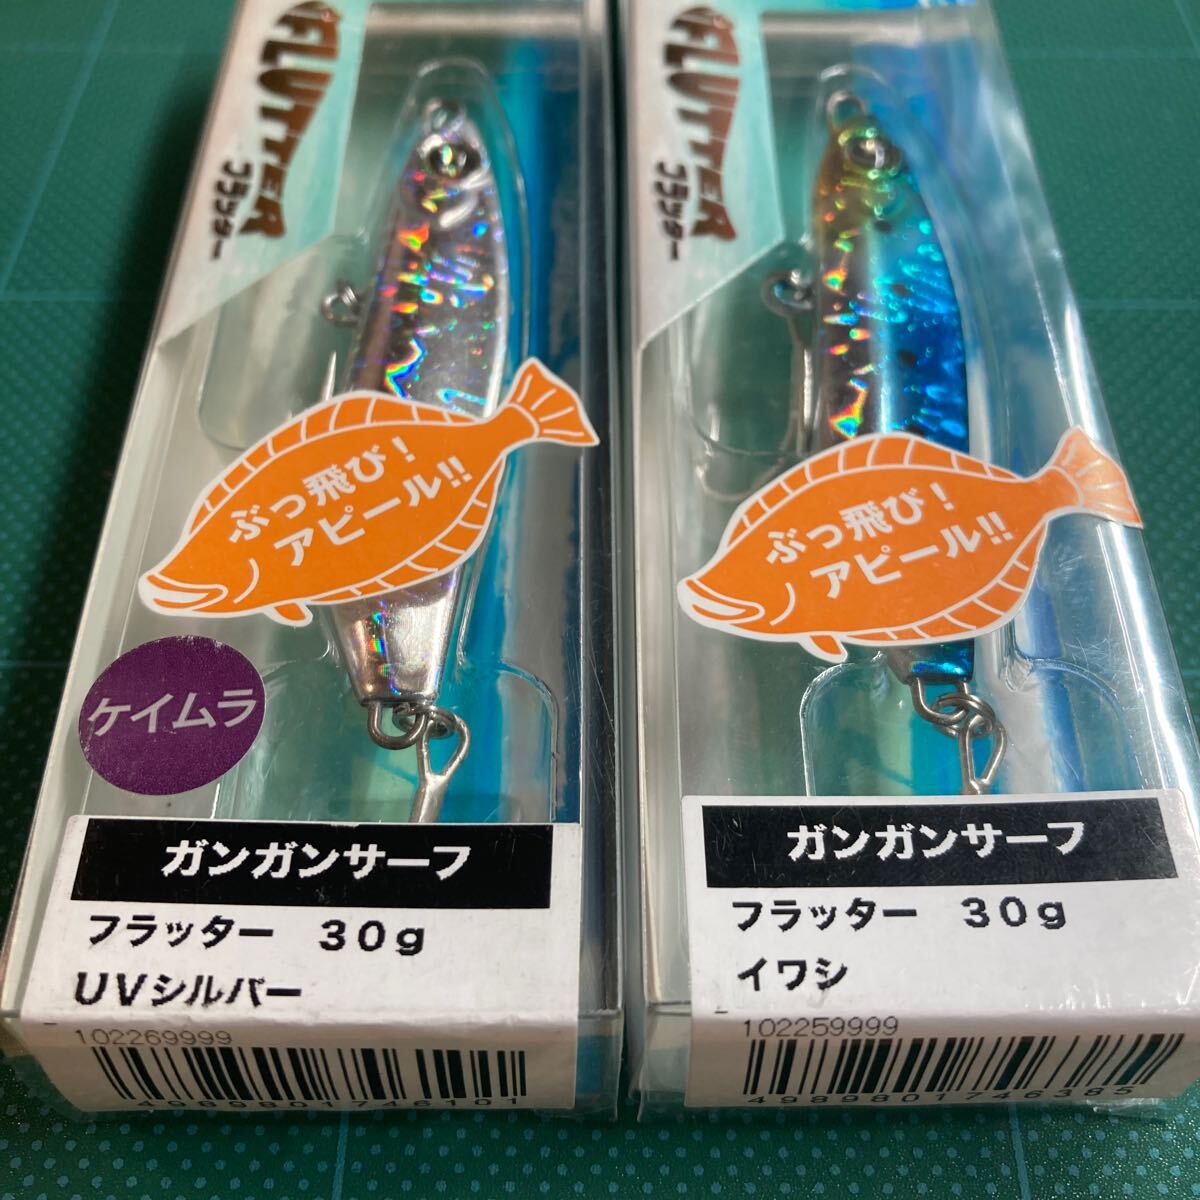 FLUTTER
フラッター
ぶっ飛び!
アピール!!
ケイムラ
ガンガンサーフ
フラッター 30g
UVシルバー
102269999
4989801746101
FLUTTER
フラッター
ぶっ飛び!
アピール!!
ガンガンサーフ
フラッター 30g
イワシ
102259999
4989801746385